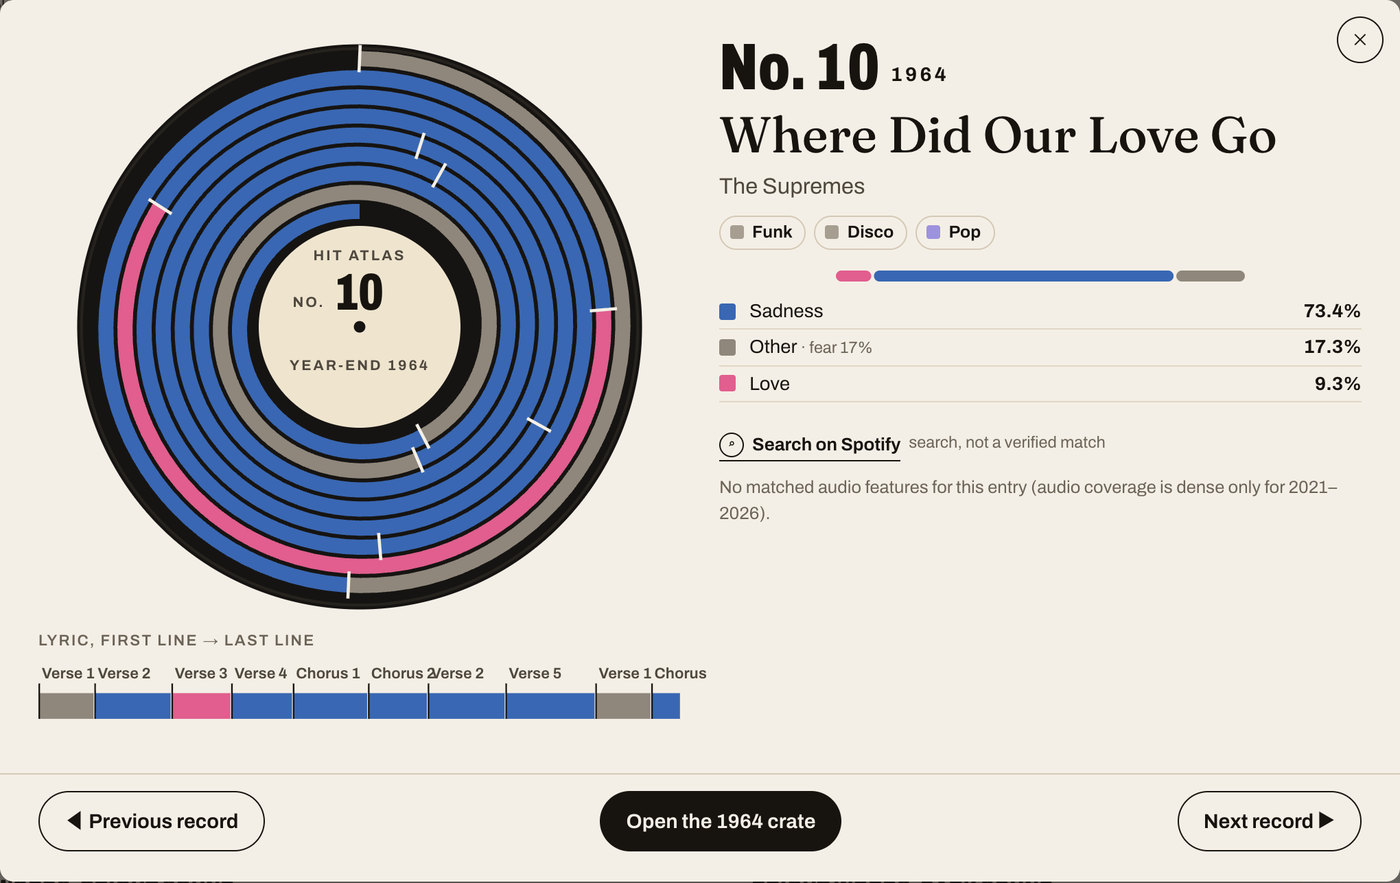 HIT ATLAS
NO. 10
YEAR-END 1964
LYRIC, FIRST LINE → LAST LINE
Verse 1 Verse 2 Verse 3 Verse 4 Chorus 1 Chorus 2 Verse 2 Verse 5 Verse 1 Chorus
No. 10 1964
Where Did Our Love Go
The Supremes
Funk Disco Pop
Sadness 73.4%
Other · fear 17% 17.3%
Love 9.3%
Search on Spotify search, not a verified match
No matched audio features for this entry (audio coverage is dense only for 2021–
2026).
Previous record Open the 1964 crate Next record